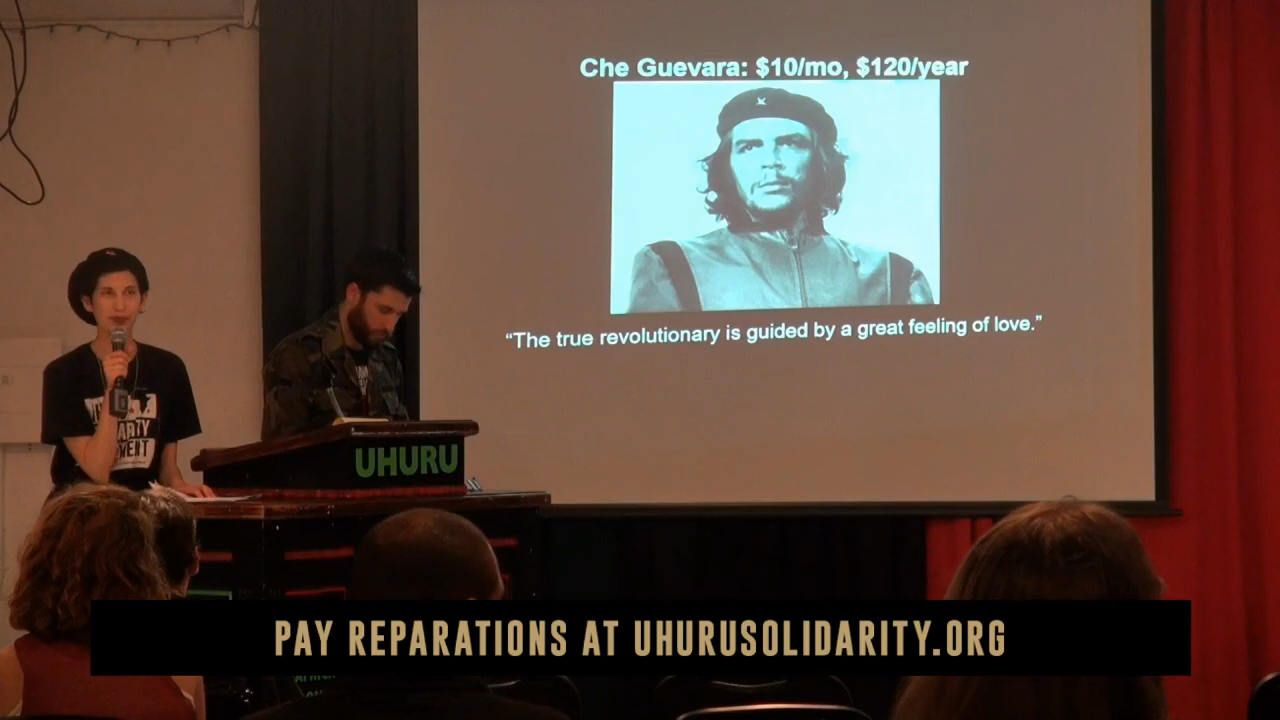 Che Guevara: $10/mo, $120/year
“The true revolutionary is guided by a great feeling of love.”
UHURU
PAY REPARATIONS AT UHURUSOLIDARITY.ORG